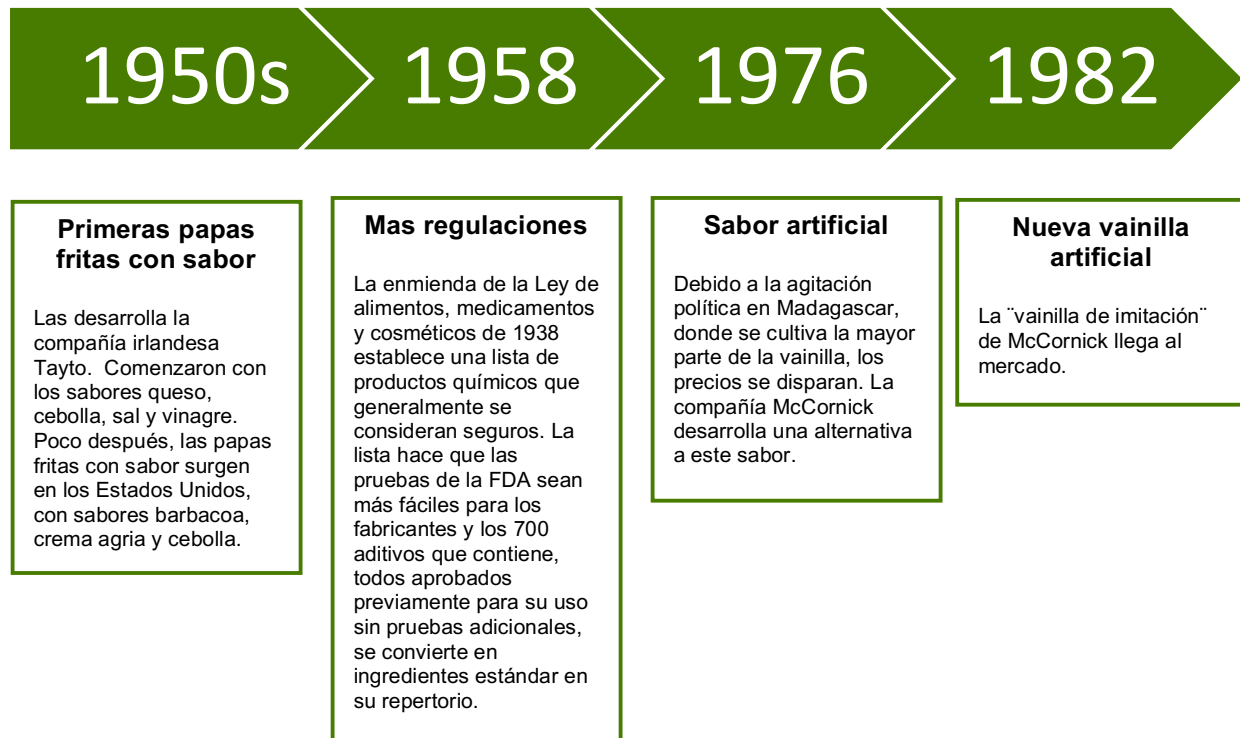 1950s
1958
1976
1982
Primeras papas
fritas con sabor
Las desarrolla la
compañía irlandesa
Tayto.  Comenzaron con
los sabores queso,
cebolla, sal y vinagre.
Poco después, las papas
fritas con sabor surgen
en los Estados Unidos,
con sabores barbacoa,
crema agria y cebolla.
Mas regulaciones
La enmienda de la Ley de
alimentos, medicamentos
y cosméticos de 1938
establece una lista de
productos químicos que
generalmente se
consideran seguros. La
lista hace que las
pruebas de la FDA sean
más fáciles para los
fabricantes y los 700
aditivos que contiene,
todos aprobados
previamente para su uso
sin pruebas adicionales,
se convierte en
ingredientes estándar en
su repertorio.
Sabor artificial
Debido a la agitación
política en Madagascar,
donde se cultiva la mayor
parte de la vainilla, los
precios se disparan. La
compañía McCornick
desarrolla una alternativa
a este sabor.
Nueva vainilla
artificial
La ¨vainilla de imitación¨
de McCornick llega al
mercado.